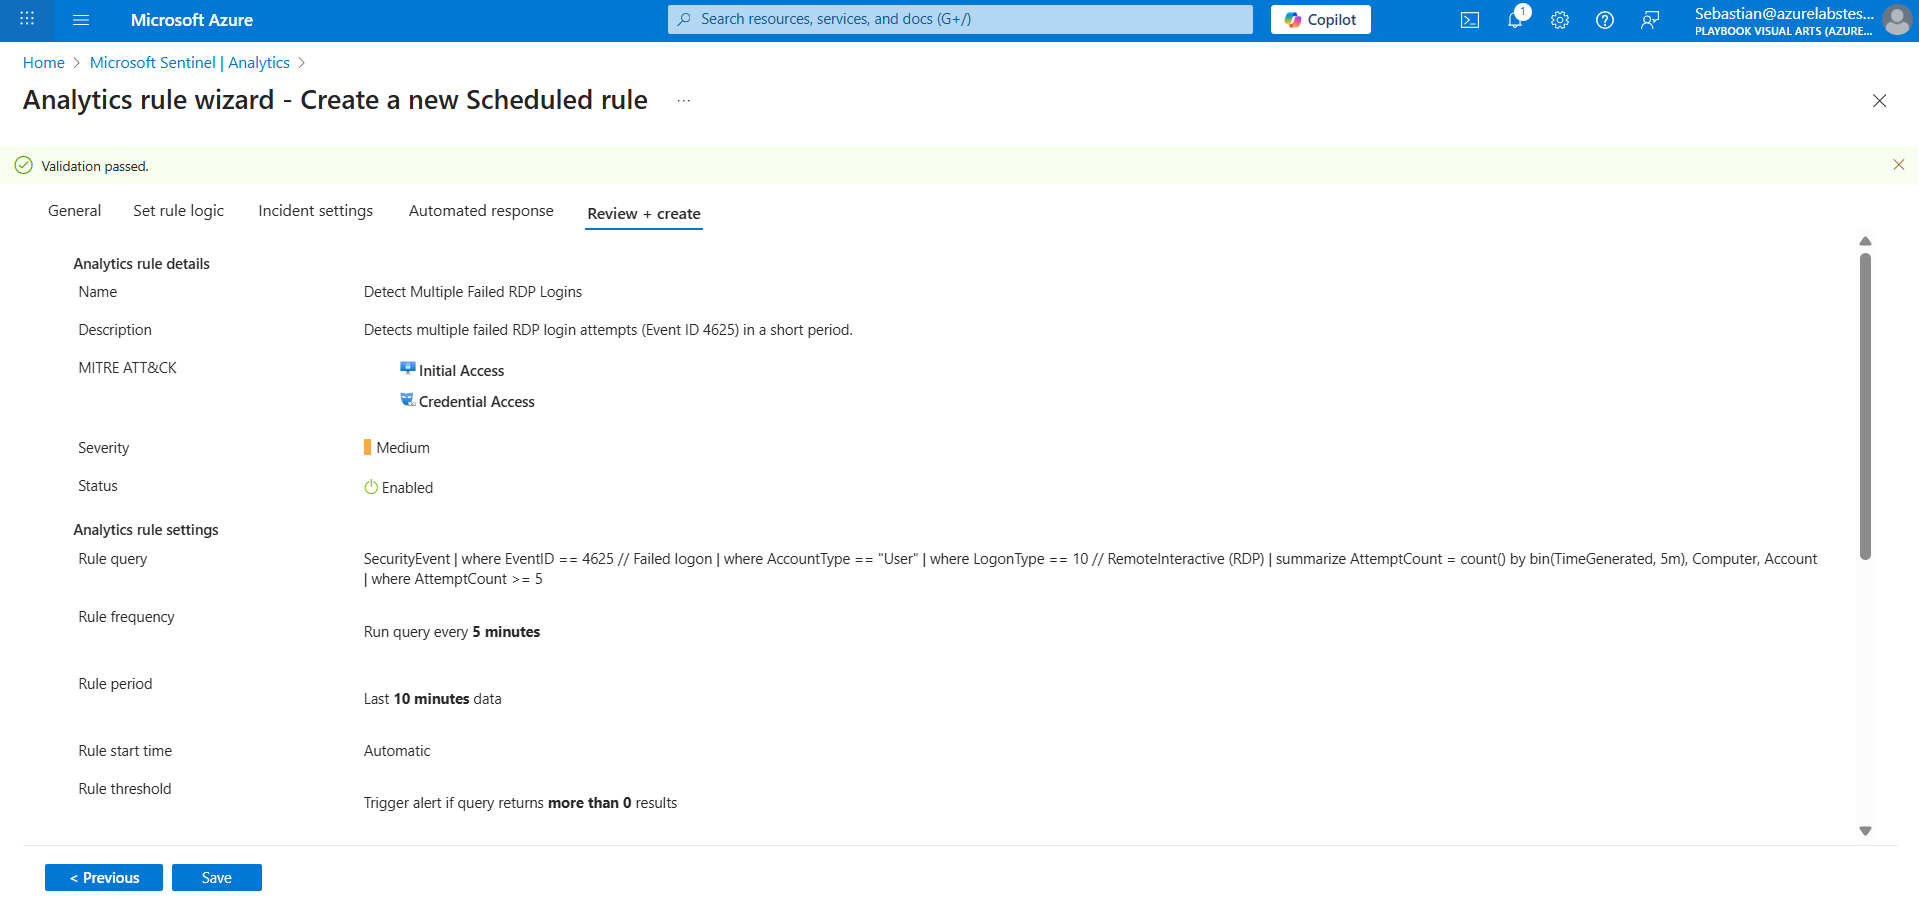 Microsoft Azure
Search resources, services, and docs (G+/)
Copilot
1
Sebastian@azurelabstes...
PLAYBOOK VISUAL ARTS (AZURE...
Home > Microsoft Sentinel | Analytics >
Analytics rule wizard - Create a new Scheduled rule ...
Validation passed.
General Set rule logic Incident settings Automated response Review + create
Analytics rule details
Name Detect Multiple Failed RDP Logins
Description Detects multiple failed RDP login attempts (Event ID 4625) in a short period.
MITRE ATT&CK
Initial Access
Credential Access
Severity Medium
Status Enabled
Analytics rule settings
Rule query SecurityEvent | where EventID == 4625 // Failed logon | where AccountType == "User" | where LogonType == 10 // RemoteInteractive (RDP) | summarize AttemptCount = count() by bin(TimeGenerated, 5m), Computer, Account
| where AttemptCount >= 5
Rule frequency
Run query every 5 minutes
Rule period
Last 10 minutes data
Rule start time Automatic
Rule threshold
Trigger alert if query returns more than 0 results
< Previous Save